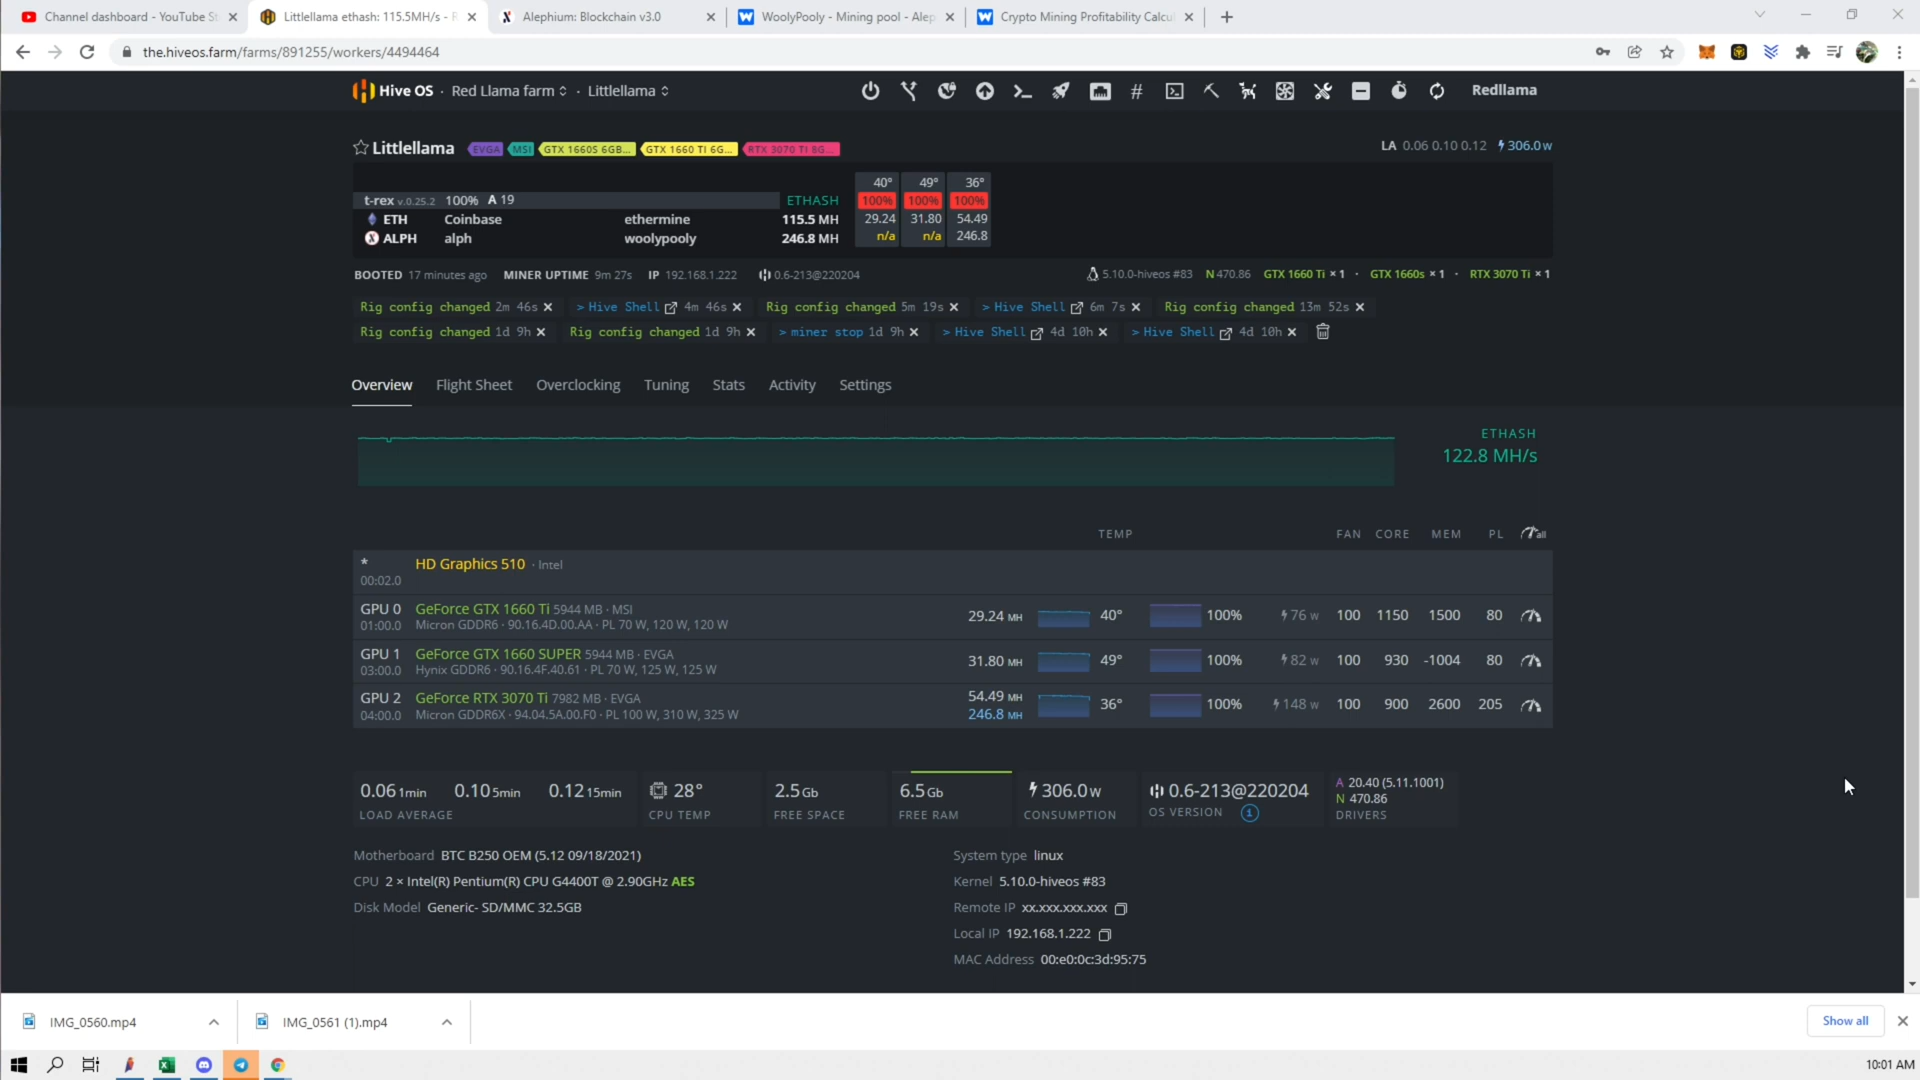 Channel dashboard - YouTube St
Littlellama ethash: 115.5MH/s - R
Alephium: Blockchain v3.0
WoolyPooly - Mining pool - Alep
Crypto Mining Profitability Calcu
the.hiveos.farm/farms/891255/workers/4494464
Hive OS · Red Llama farm · Littlellama
Redllama
Littlellama EVGA MSI GTX 1660S 6GB... GTX 1660 TI 6G... RTX 3070 TI 8G...
LA 0.06 0.10 0.12 306.0 w
40° 49° 36°
t-rex v.0.25.2 100% A 19 ETHASH 100% 100% 100%
ETH Coinbase ethermine 115.5 MH 29.24 31.80 54.49
ALPH alph woolypooly 246.8 MH n/a n/a 246.8
BOOTED 17 minutes ago MINER UPTIME 9m 27s IP 192.168.1.222 0.6-213@220204
5.10.0-hiveos #83 N 470.86 GTX 1660 Ti × 1 · GTX 1660s × 1 · RTX 3070 Ti × 1
Rig config changed 2m 46s > Hive Shell 4m 46s Rig config changed 5m 19s > Hive Shell 6m 7s Rig config changed 13m 52s
Rig config changed 1d 9h Rig config changed 1d 9h > miner stop 1d 9h > Hive Shell 4d 10h > Hive Shell 4d 10h
Overview Flight Sheet Overclocking Tuning Stats Activity Settings
ETHASH
122.8 MH/s
TEMP FAN CORE MEM PL all
* HD Graphics 510 · Intel
00:02.0
GPU 0 GeForce GTX 1660 Ti 5944 MB · MSI
01:00.0 Micron GDDR6 · 90.16.4D.00.AA · PL 70 W, 120 W, 120 W
29.24 MH 40° 100% 76 w 100 1150 1500 80
GPU 1 GeForce GTX 1660 SUPER 5944 MB · EVGA
03:00.0 Hynix GDDR6 · 90.16.4F.40.61 · PL 70 W, 125 W, 125 W
31.80 MH 49° 100% 82 w 100 930 -1004 80
GPU 2 GeForce RTX 3070 Ti 7982 MB · EVGA
04:00.0 Micron GDDR6X · 94.04.5A.00.F0 · PL 100 W, 310 W, 325 W
54.49 MH
246.8 MH
36° 100% 148 w 100 900 2600 205
0.06 1min 0.10 5min 0.12 15min
LOAD AVERAGE
28°
CPU TEMP
2.5 Gb
FREE SPACE
6.5 Gb
FREE RAM
306.0 w
CONSUMPTION
0.6-213@220204
OS VERSION 1
A 20.40 (5.11.1001)
N 470.86
DRIVERS
Motherboard BTC B250 OEM (5.12 09/18/2021)
CPU 2 × Intel(R) Pentium(R) CPU G4400T @ 2.90GHz AES
Disk Model Generic- SD/MMC 32.5GB
System type linux
Kernel 5.10.0-hiveos #83
Remote IP xx.xxx.xxx.xxx
Local IP 192.168.1.222
MAC Address 00:e0:0c:3d:95:75
IMG_0560.mp4
IMG_0561 (1).mp4
Show all
10:01 AM